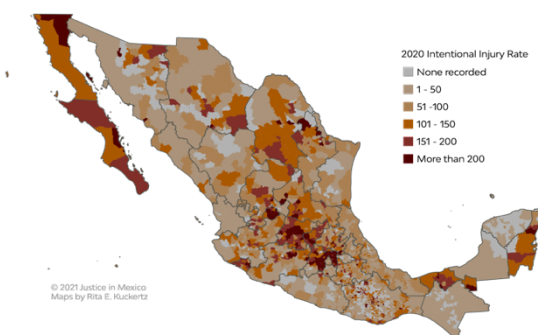 2020 Intentional Injury Rate
None recorded
1 - 50
51 -100
101 - 150
151 - 200
More than 200
© 2021 Justice in Mexico
Maps by Rita E. Kuckertz